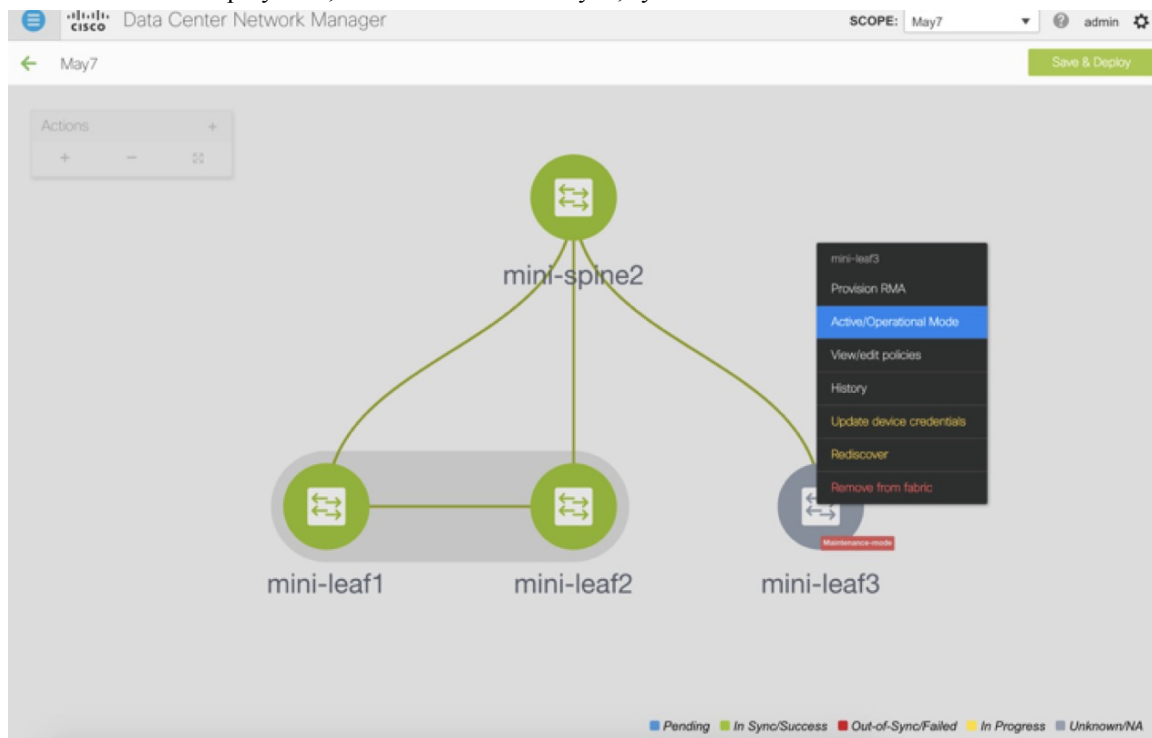 CISCO
Data Center Network Manager
SCOPE: May7
admin
May7
Save & Deploy
Actions
mini-spine2
mini-leaf3
Provision RMA
Active/Operational Mode
View/edit policies
History
Update device credentials
Rediscover
Remove from fabric
Maintenance-mode
mini-leaf1
mini-leaf2
mini-leaf3
Pending In Sync/Success Out-of-Sync/Failed In Progress Unknown/NA